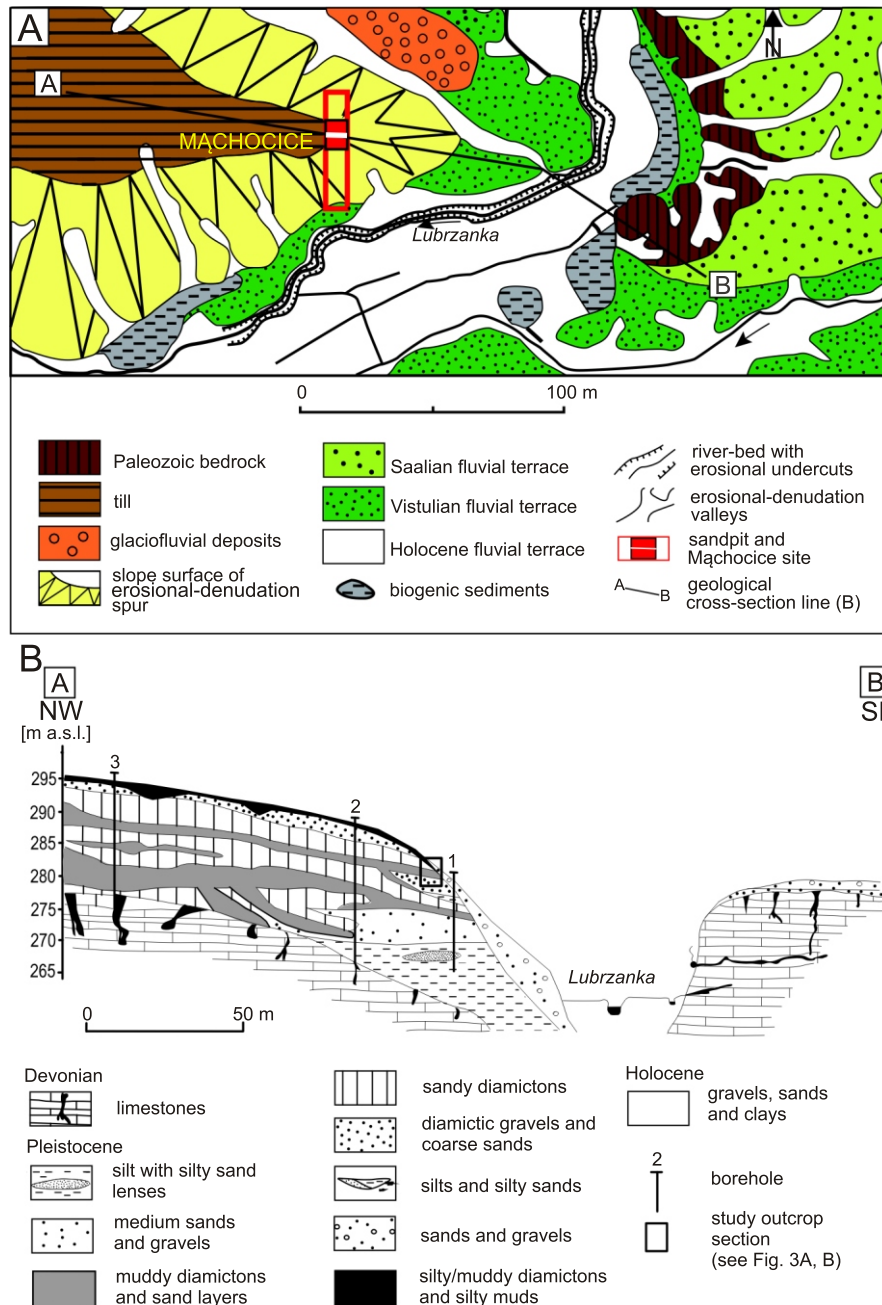 A
N
A
MĄCHOCICE
Lubrzanka
B
0 100 m
Paleozoic bedrock
till
glaciofluvial deposits
slope surface of
erosional-denudation
spur
Saalian fluvial terrace
Vistulian fluvial terrace
Holocene fluvial terrace
biogenic sediments
river-bed with
erosional undercuts
erosional-denudation
valleys
sandpit and
Mąchocice site
A B geological
cross-section line (B)
B
A
NW
[m a.s.l.]
B
SE
3
2
1
295
290
285
280
275
270
265
Lubrzanka
0 50 m
Devonian
limestones
Pleistocene
silt with silty sand
lenses
medium sands
and gravels
muddy diamictons
and sand layers
sandy diamictons
diamictic gravels and
coarse sands
silts and silty sands
sands and gravels
silty/muddy diamictons
and silty muds
Holocene
gravels, sands
and clays
2
borehole
study outcrop
section
(see Fig. 3A, B)